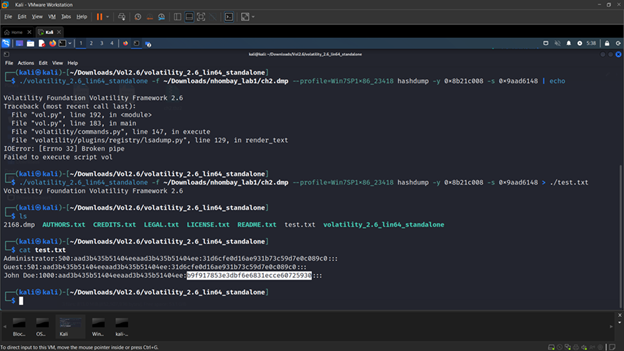 Kali - VMware Workstation
File Edit View VM Tabs Help
Home Kali
1 2 3 4
5:38
kali@kali: ~/Downloads/Vol2.6/volatility_2.6_lin64_standalone
File Actions Edit View Help
(kali㉿kali)-[~/Downloads/Vol2.6/volatility_2.6_lin64_standalone]
$ ./volatility_2.6_lin64_standalone -f ~/Downloads/rhombay_lab1/ch2.dmp --profile=Win7SP1×86_23418 hashdump -y 0×8b21c008 -s 0×9aad6148 | echo
Volatility Foundation Volatility Framework 2.6
Traceback (most recent call last):
File "vol.py", line 192, in <module>
File "vol.py", line 183, in main
File "volatility/commands.py", line 147, in execute
File "volatility/plugins/registry/lsadump.py", line 129, in render_text
IOError: [Errno 32] Broken pipe
Failed to execute script vol
(kali㉿kali)-[~/Downloads/Vol2.6/volatility_2.6_lin64_standalone]
$ ./volatility_2.6_lin64_standalone -f ~/Downloads/rhombay_lab1/ch2.dmp --profile=Win7SP1×86_23418 hashdump -y 0×8b21c008 -s 0×9aad6148 > ./test.txt
Volatility Foundation Volatility Framework 2.6
(kali㉿kali)-[~/Downloads/Vol2.6/volatility_2.6_lin64_standalone]
$ ls
2168.dmp AUTHORS.txt CREDITS.txt LEGAL.txt LICENSE.txt README.txt test.txt volatility_2.6_lin64_standalone
(kali㉿kali)-[~/Downloads/Vol2.6/volatility_2.6_lin64_standalone]
$ cat test.txt
Administrator:500:aad3b435b51404eeaad3b435b51404ee:31d6cfe0d16ae931b73c59d7e0c089c0:::
Guest:501:aad3b435b51404eeaad3b435b51404ee:31d6cfe0d16ae931b73c59d7e0c089c0:::
John Doe:1000:aad3b435b51404eeaad3b435b51404ee:b9f917853e3dbf6e6831ecce60725930:::
(kali㉿kali)-[~/Downloads/Vol2.6/volatility_2.6_lin64_standalone]
$
Bloc... OS... Kali Win... kali-...
To direct input to this VM, move the mouse pointer inside or press Ctrl+G.